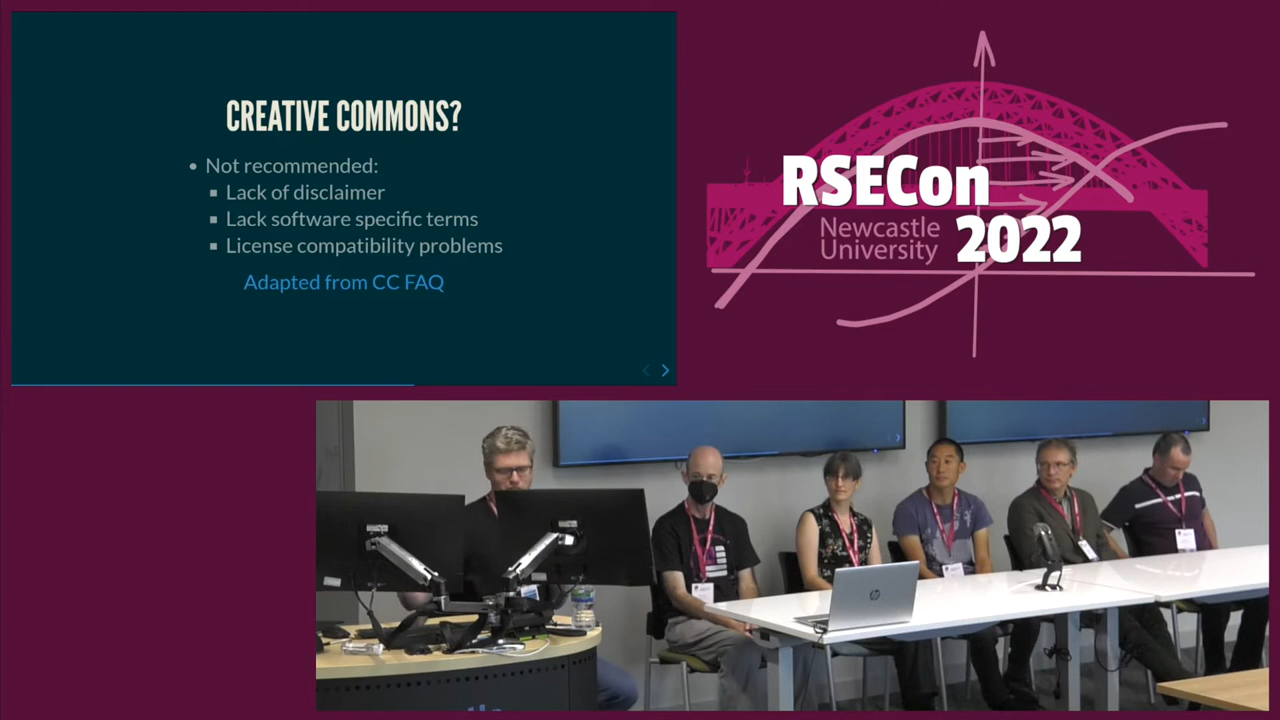 CREATIVE COMMONS?
• Not recommended:
▪ Lack of disclaimer
▪ Lack software specific terms
▪ License compatibility problems
Adapted from CC FAQ
RSECon
Newcastle
University
2022
hp